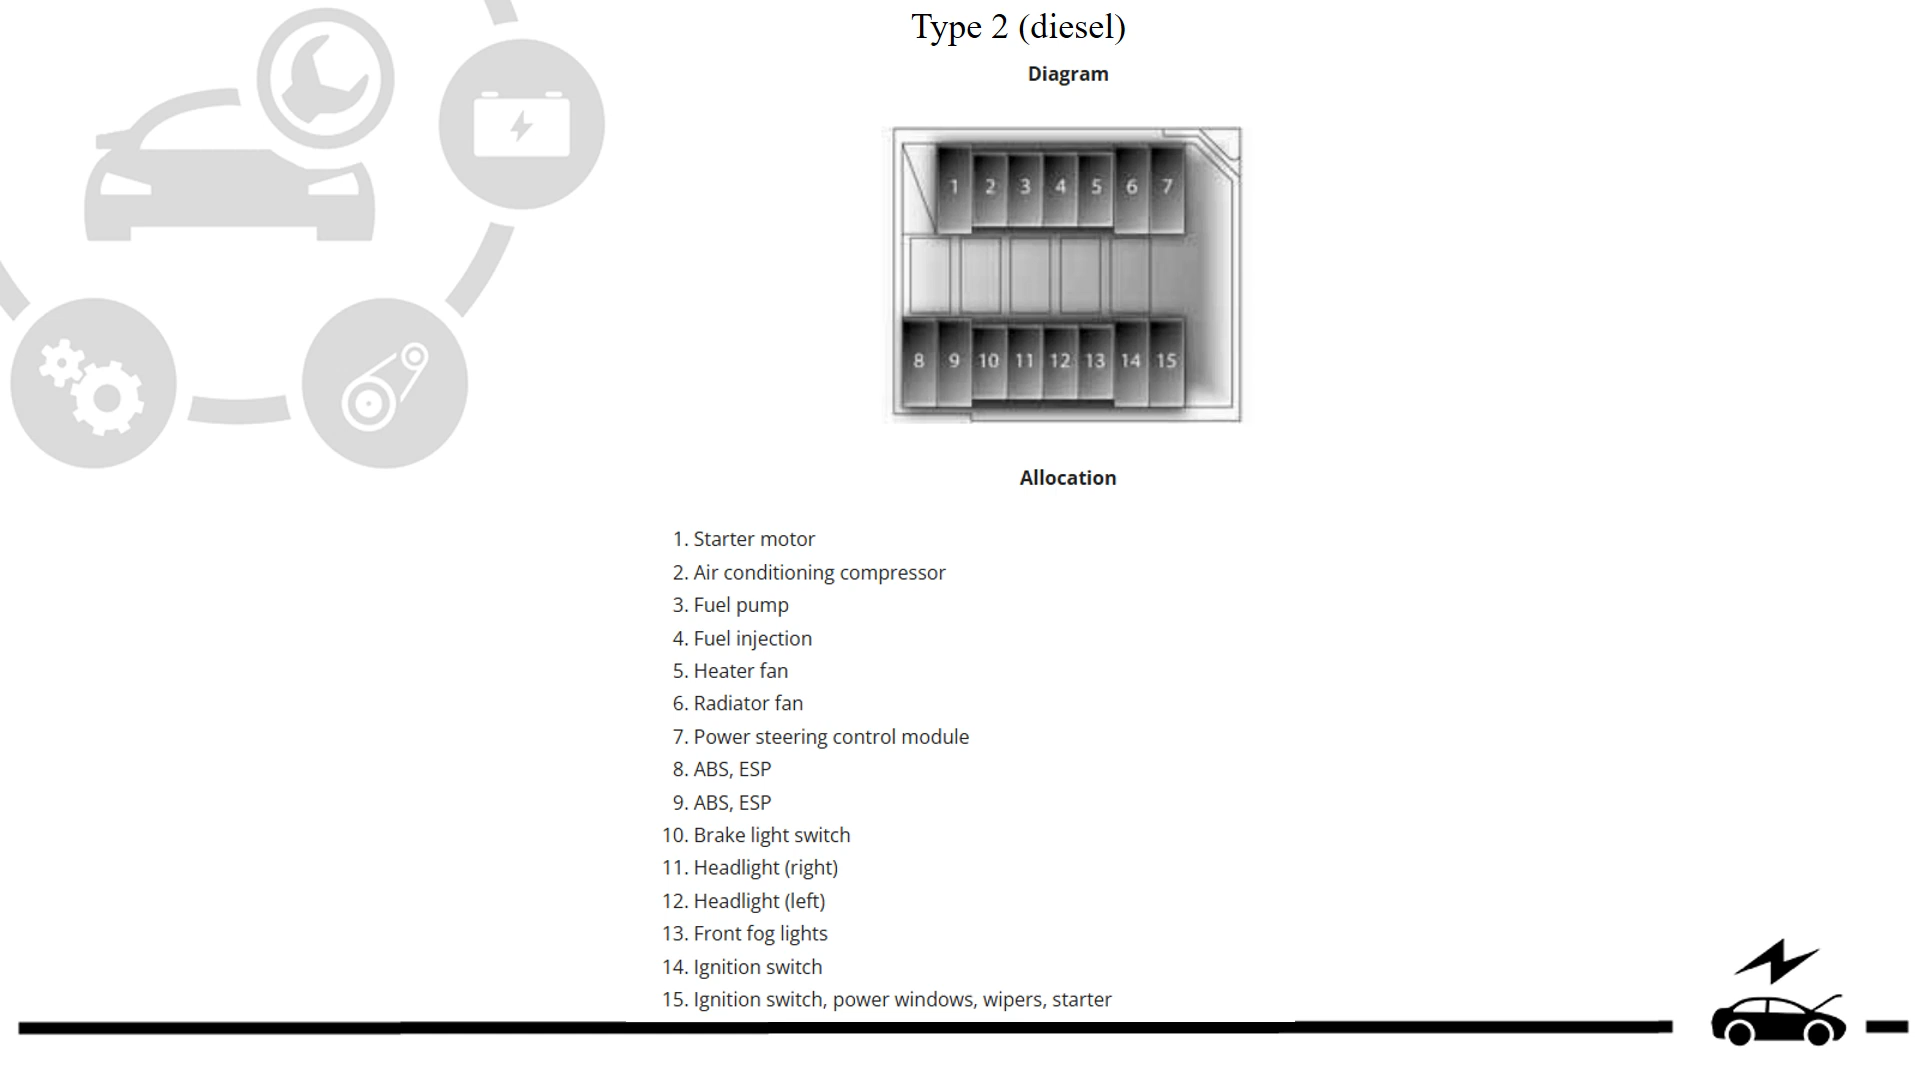 Type 2 (diesel)
Diagram
1 2 3 4 5 6 7
8 9 10 11 12 13 14 15
Allocation
1. Starter motor
2. Air conditioning compressor
3. Fuel pump
4. Fuel injection
5. Heater fan
6. Radiator fan
7. Power steering control module
8. ABS, ESP
9. ABS, ESP
10. Brake light switch
11. Headlight (right)
12. Headlight (left)
13. Front fog lights
14. Ignition switch
15. Ignition switch, power windows, wipers, starter